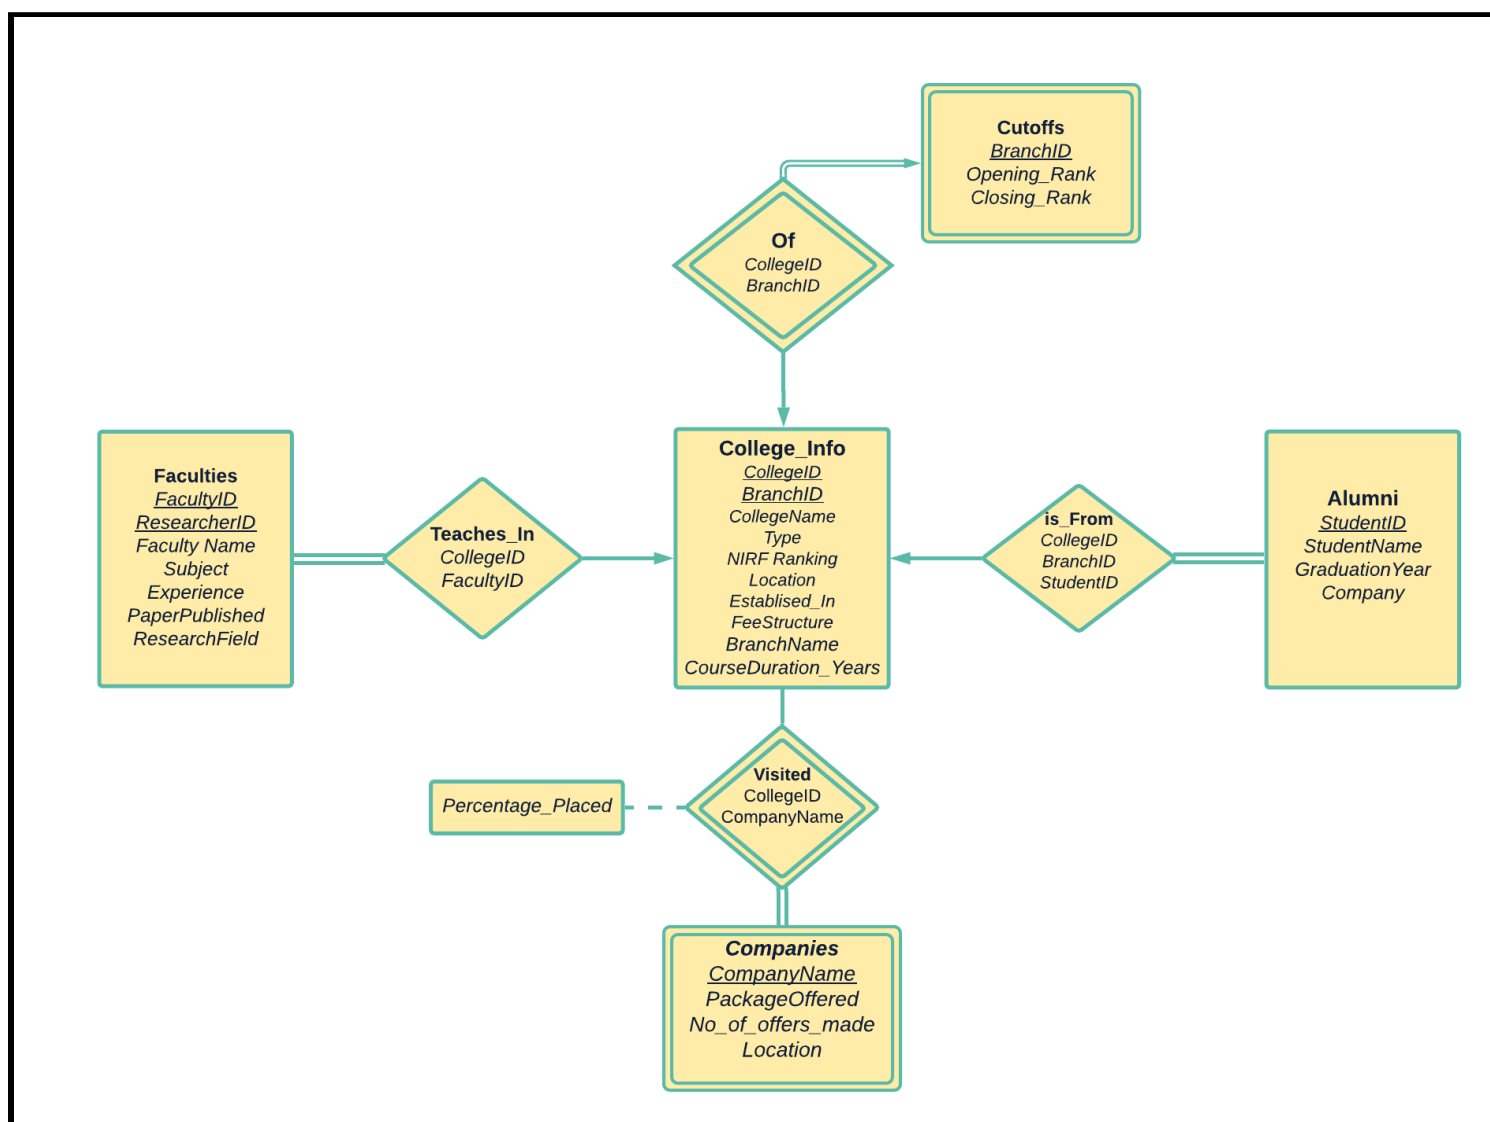 Cutoffs
BranchID
Opening_Rank
Closing_Rank
Of
CollegeID
BranchID
Faculties
FacultyID
ResearcherID
Faculty Name
Subject
Experience
PaperPublished
ResearchField
Teaches_In
CollegeID
FacultyID
College_Info
CollegeID
BranchID
CollegeName
Type
NIRF Ranking
Location
Establised_In
FeeStructure
BranchName
CourseDuration_Years
is_From
CollegeID
BranchID
StudentID
Alumni
StudentID
StudentName
GraduationYear
Company
Percentage_Placed
Visited
CollegeID
CompanyName
Companies
CompanyName
PackageOffered
No_of_offers_made
Location